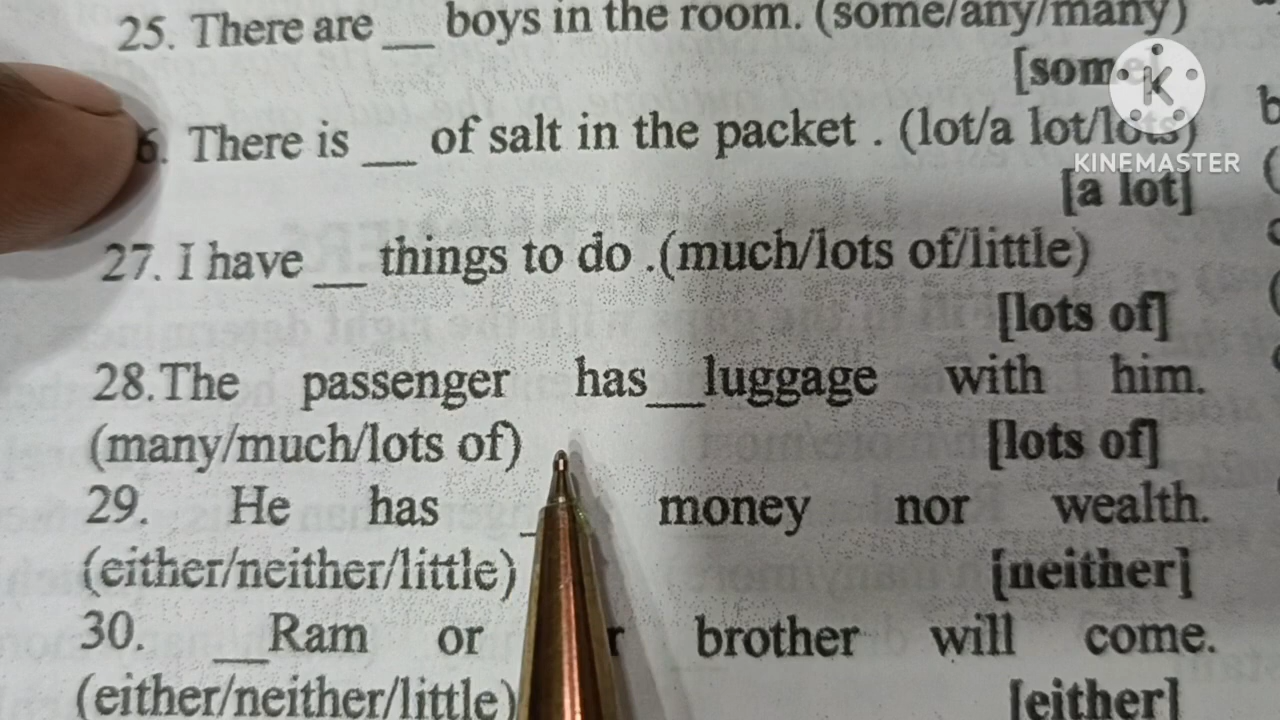 25. There are __ boys in the room. (some/any/many)
KINEMASTER
6. There is __ of salt in the packet . (lot/a lot/lots)
[a lot]
27. I have __ things to do .(much/lots of/little)
[lots of]
28.The passenger has__luggage with him.
(many/much/lots of) [lots of]
29. He has money nor wealth.
(either/neither/little) [neither]
30. __Ram or brother will come.
(either/neither/little) [either]